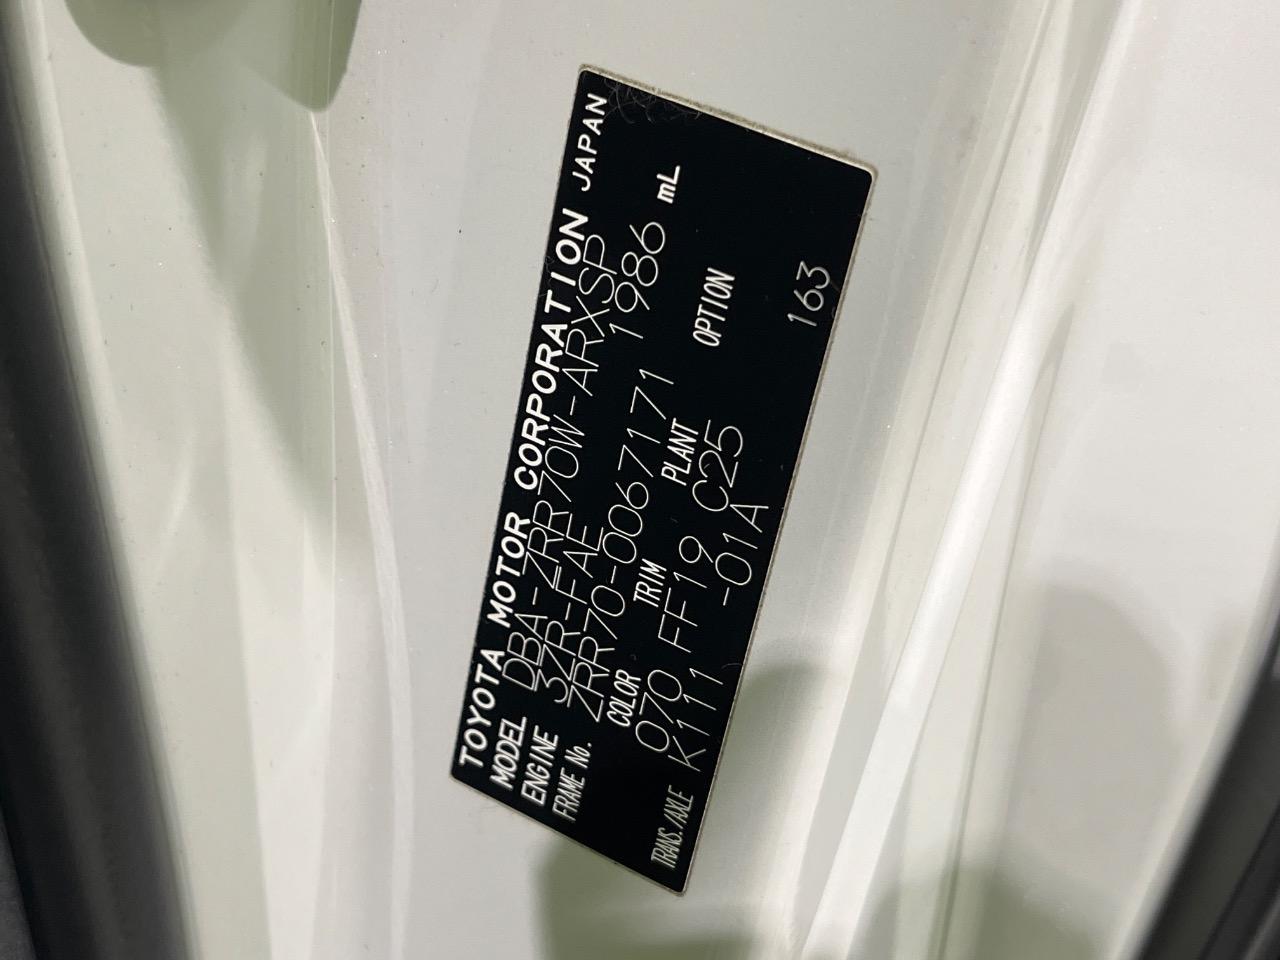 TOYOTA MOTOR CORPORATION JAPAN
MODEL DBA-ZRR70W-ARXSP
ENGINE 3ZR-FAE 1986 mL
FRAME No. ZRR70-0067171
COLOR TRIM PLANT OPTION
070 FF19 C25
TRANS./AXLE K111 -01A 163